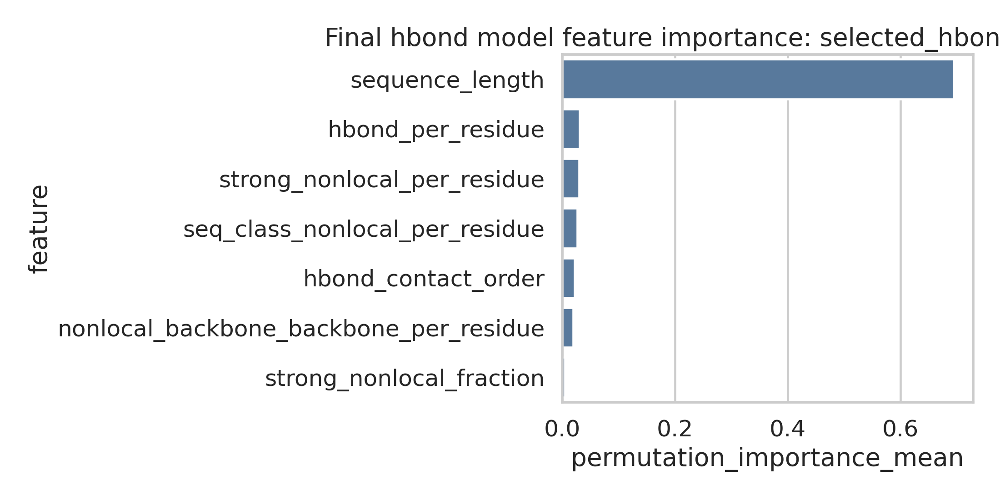 Final hbond model feature importance: selected_hbon
sequence_length
hbond_per_residue
strong_nonlocal_per_residue
seq_class_nonlocal_per_residue
hbond_contact_order
nonlocal_backbone_backbone_per_residue
strong_nonlocal_fraction
feature
0.0 0.2 0.4 0.6
permutation_importance_mean